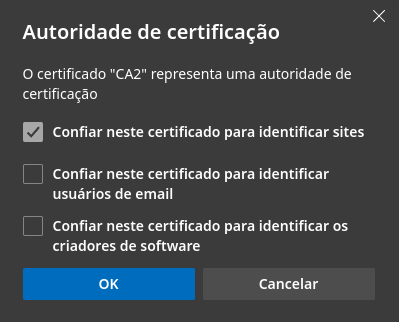 Autoridade de certificação
O certificado "CA2" representa uma autoridade de
certificação
Confiar neste certificado para identificar sites
Confiar neste certificado para identificar
usuários de email
Confiar neste certificado para identificar os
criadores de software
OK
Cancelar